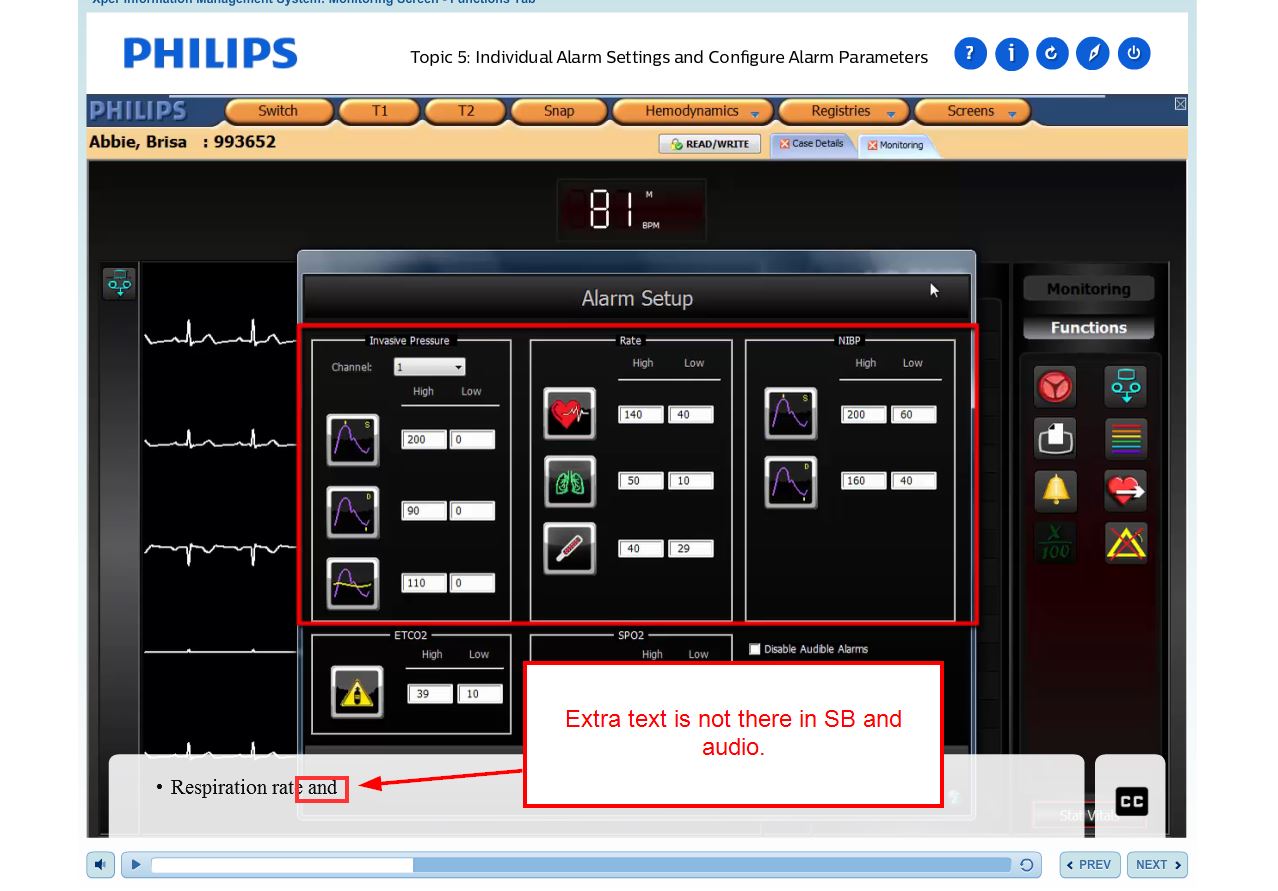 Xper Information Management System: Monitoring Screen - Functions Tab
PHILIPS
Topic 5: Individual Alarm Settings and Configure Alarm Parameters
? i
PHILIPS
Switch T1 T2 Snap Hemodynamics Registries Screens
Abbie, Brisa : 993652
READ/WRITE Case Details Monitoring
81 M
BPM
Monitoring
Functions
Alarm Setup
Invasive Pressure
Channel: 1
High Low
S 200 0
D 90 0
110 0
Rate
High Low
140 40
50 10
40 29
NIBP
High Low
S 200 60
D 160 40
X/100
ETCO2
High Low
39 10
SPO2
High Low
Disable Audible Alarms
Extra text is not there in SB and
audio.
• Respiration rate and
CC
PREV NEXT